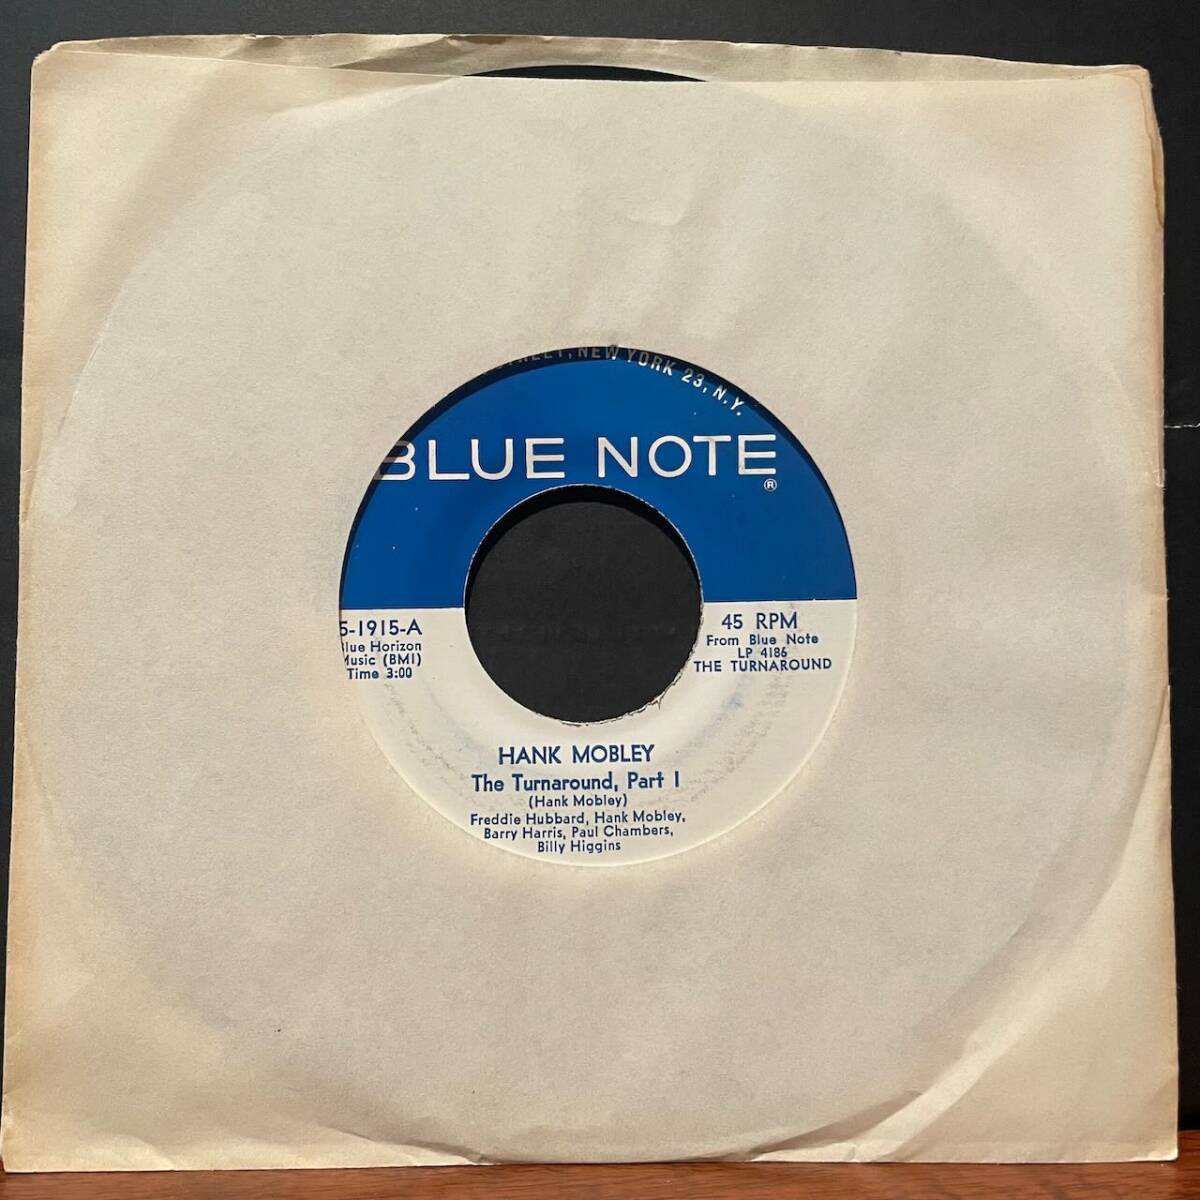 STREET, NEW YORK 23, N.Y.
BLUE NOTE
®
5-1915-A
Blue Horizon
Music (BMI)
Time 3:00
45 RPM
From Blue Note
LP 4186
THE TURNAROUND
HANK MOBLEY
The Turnaround, Part 1
(Hank Mobley)
Freddie Hubbard, Hank Mobley,
Barry Harris, Paul Chambers,
Billy Higgins